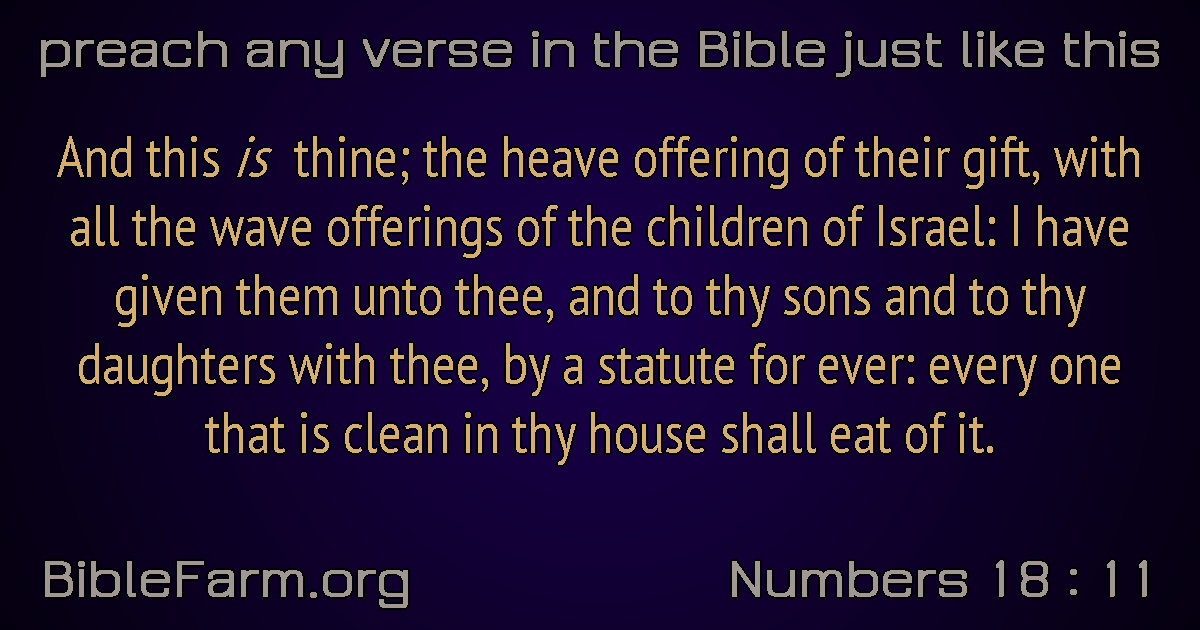 preach any verse in the Bible just like this
And this is thine; the heave offering of their gift, with
all the wave offerings of the children of Israel: I have
given them unto thee, and to thy sons and to thy
daughters with thee, by a statute for ever: every one
that is clean in thy house shall eat of it.
BibleFarm.org
Numbers 18 : 11